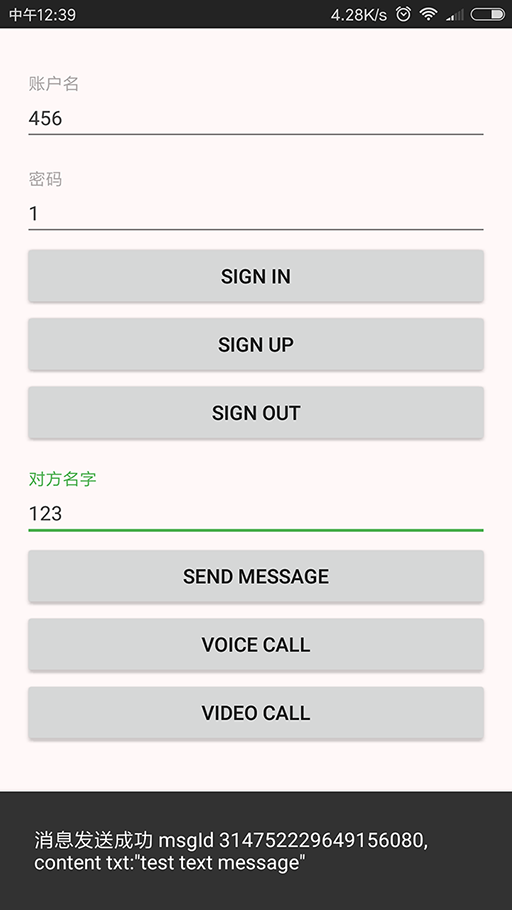 中午12:39 4.28K/s
账户名
456
密码
1
SIGN IN
SIGN UP
SIGN OUT
对方名字
123
SEND MESSAGE
VOICE CALL
VIDEO CALL
消息发送成功 msgId 314752229649156080,
content txt:"test text message"